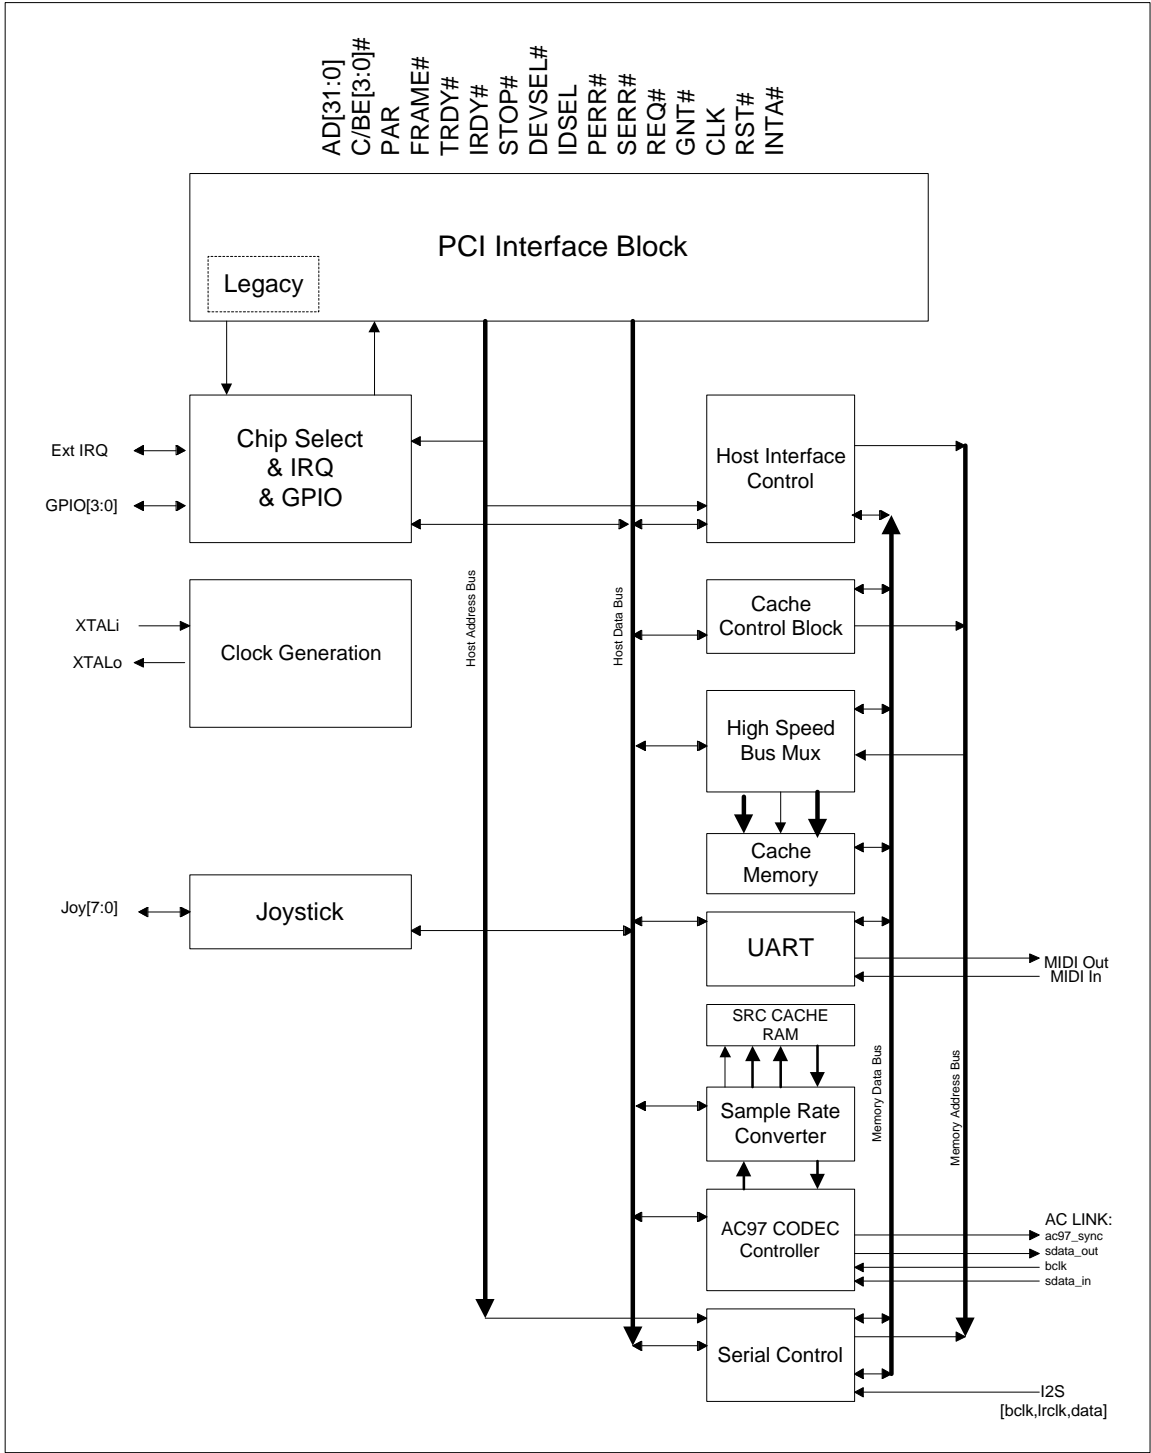 AD[31:0]
C/BE[3:0]#
PAR
FRAME#
TRDY#
IRDY#
STOP#
DEVSEL#
IDSEL
PERR#
SERR#
REQ#
GNT#
CLK
RST#
INTA#
PCI Interface Block
Legacy
Chip Select
& IRQ
& GPIO
Ext IRQ
GPIO[3:0]
Host Interface
Control
Clock Generation
XTALi
XTALo
Host Address Bus
Host Data Bus
Cache
Control Block
High Speed
Bus Mux
Cache
Memory
Joy[7:0]
Joystick
UART
MIDI Out
MIDI In
SRC CACHE
RAM
Sample Rate
Converter
Memory Data Bus
Memory Address Bus
AC97 CODEC
Controller
AC LINK:
ac97_sync
sdata_out
bclk
sdata_in
Serial Control
I2S
[bclk,lrclk,data]